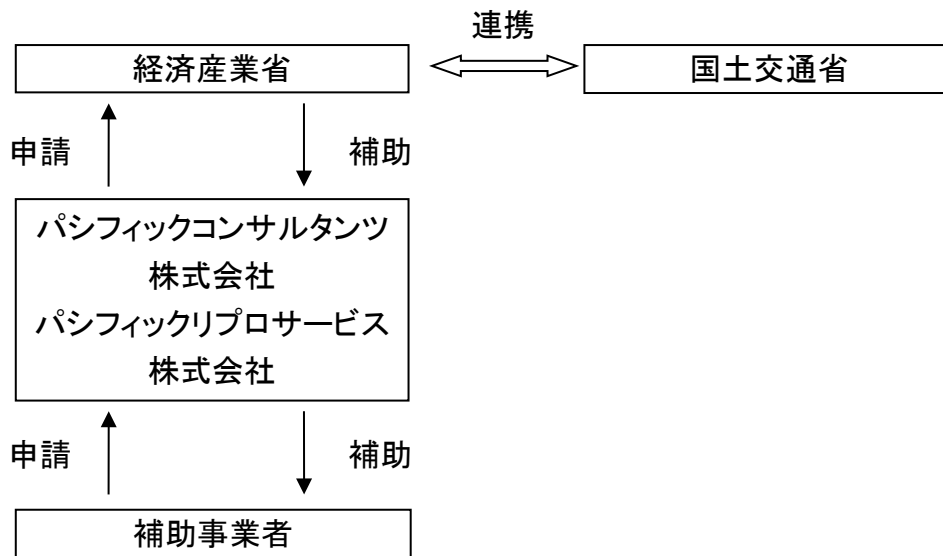 連携
経済産業省
国土交通省
申請
補助
パシフィックコンサルタンツ
株式会社
パシフィックリプロサービス
株式会社
申請
補助
補助事業者